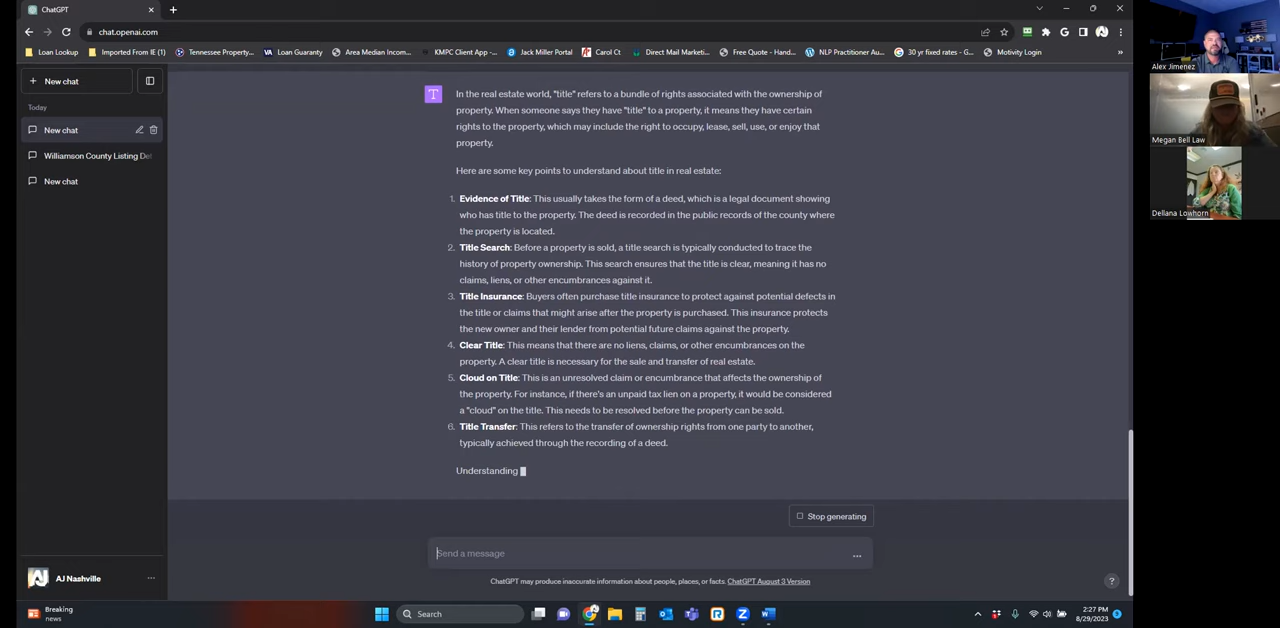 ChatGPT
chat.openai.com
Loan Lookup
Imported From IE (1)
Tennessee Property...
VA Loan Guaranty
Area Median Incom...
KMPC Client App -...
Jack Miller Portal
Carol Ct
Direct Mail Market...
Free Quote - Hand...
NLP Practitioner Au...
30 yr fixed rates - G...
Motivity Login
New chat
Today
New chat
Williamson County Listing Det
New chat
T
In the real estate world, "title" refers to a bundle of rights associated with the ownership of
property. When someone says they have "title" to a property, it means they have certain
rights to the property, which may include the right to occupy, lease, sell, use, or enjoy that
property.
Here are some key points to understand about title in real estate:
1. Evidence of Title: This usually takes the form of a deed, which is a legal document showing
who has title to the property. The deed is recorded in the public records of the county where
the property is located.
2. Title Search: Before a property is sold, a title search is typically conducted to trace the
history of property ownership. This search ensures that the title is clear, meaning it has no
claims, liens, or other encumbrances against it.
3. Title Insurance: Buyers often purchase title insurance to protect against potential defects in
the title or claims that might arise after the property is purchased. This insurance protects
the new owner and their lender from potential future claims against the property.
4. Clear Title: This means that there are no liens, claims, or other encumbrances on the
property. A clear title is necessary for the sale and transfer of real estate.
5. Cloud on Title: This is an unresolved claim or encumbrance that affects the ownership of
the property. For instance, if there's an unpaid tax lien on a property, it would be considered
a "cloud" on the title. This needs to be resolved before the property can be sold.
6. Title Transfer: This refers to the transfer of ownership rights from one party to another,
typically achieved through the recording of a deed.
Understanding
Stop generating
Send a message
ChatGPT may produce inaccurate information about people, places, or facts. ChatGPT August 3 Version
AJ Nashville
Breaking
news
Search
2:27 PM
8/29/2023
Alex Jimenez
Megan Bell Law
Dellana Lowhorn